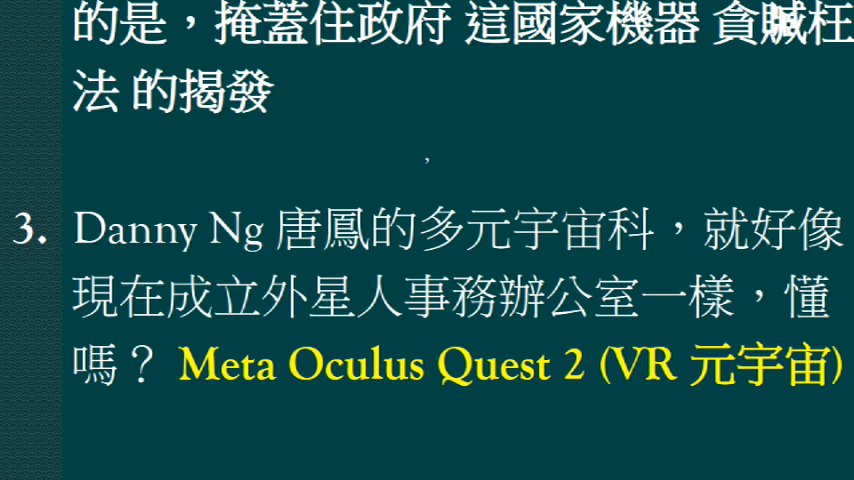 的是，掩蓋住政府 這國家機器 貪贓枉
法 的揭發
，
3. Danny Ng 唐鳳的多元宇宙科，就好像
現在成立外星人事務辦公室一樣，懂
嗎？ Meta Oculus Quest 2 (VR 元宇宙)